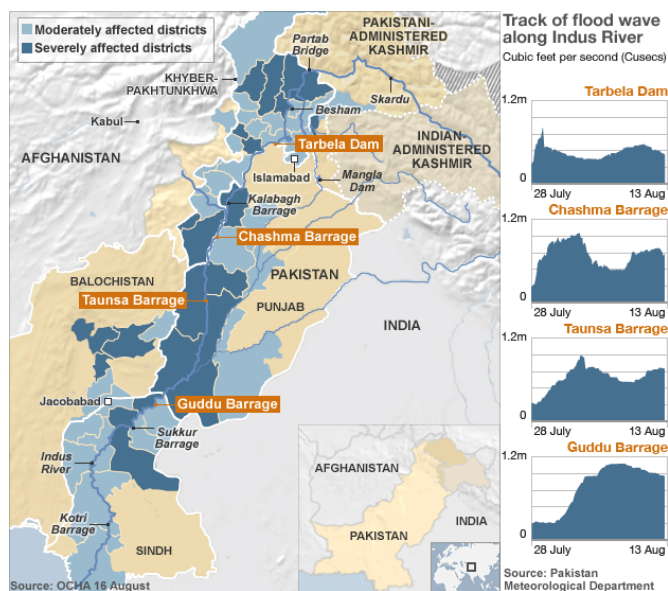 Moderately affected districts
Severely affected districts
PAKISTANI-
ADMINISTERED
KASHMIR
Partab
Bridge
KHYBER-
PAKHTUNKHWA
Skardu
Besham
Kabul
Tarbela Dam
INDIAN-
ADMINISTERED
KASHMIR
AFGHANISTAN
Islamabad
Mangla
Dam
Kalabagh
Barrage
Chashma Barrage
BALOCHISTAN
PAKISTAN
Taunsa Barrage
PUNJAB
INDIA
Jacobabad
Guddu Barrage
Sukkur
Barrage
Indus
River
AFGHANISTAN
Kotri
Barrage
INDIA
PAKISTAN
SINDH
Source: OCHA 16 August
Track of flood wave
along Indus River
Cubic feet per second (Cusecs)
Tarbela Dam
1.2m
0
28 July 13 Aug
Chashma Barrage
1.2m
0
28 July 13 Aug
Taunsa Barrage
1.2m
0
28 July 13 Aug
Guddu Barrage
1.2m
0
28 July 13 Aug
Source: Pakistan
Meteorological Department